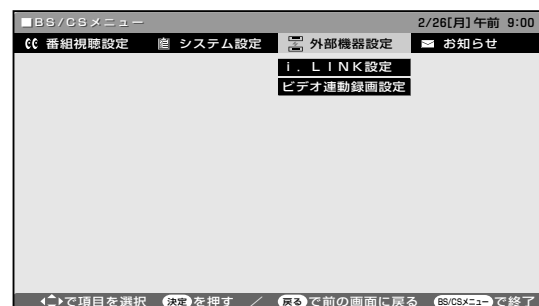 ■BS/CSメニュー 2/26[月]午前 9:00
番組視聴設定 システム設定 外部機器設定 お知らせ
i.LINK設定
ビデオ連動録画設定
で項目を選択 決定を押す / 戻るで前の画面に戻る BS/CSメニューで終了